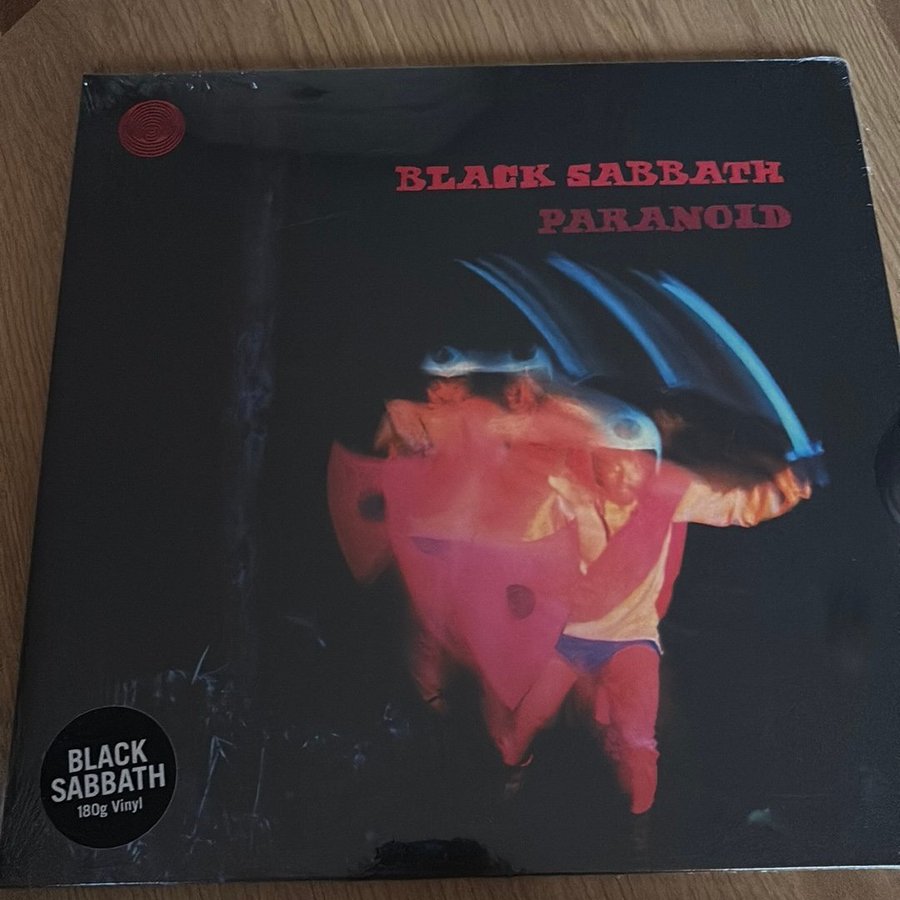 BLACK SABBATH
PARANOID
BLACK
SABBATH
180g Vinyl